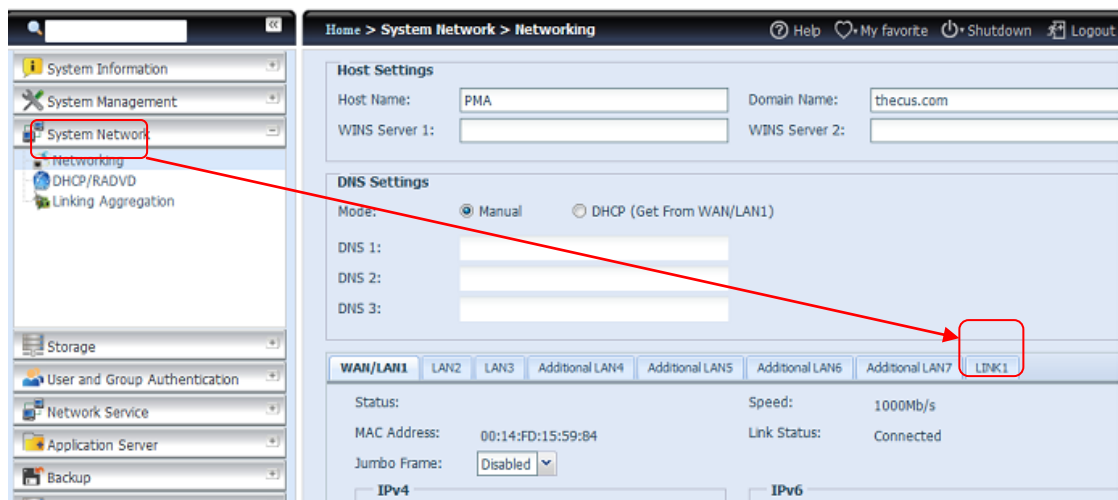 Home > System Network > Networking
Help My favorite Shutdown Logout
System Information
System Management
System Network
Networking
DHCP/RADVD
Linking Aggregation
Storage
User and Group Authentication
Network Service
Application Server
Backup
Host Settings
Host Name: PMA Domain Name: thecus.com
WINS Server 1: WINS Server 2:
DNS Settings
Mode: Manual DHCP (Get From WAN/LAN1)
DNS 1:
DNS 2:
DNS 3:
WAN/LAN1 LAN2 LAN3 Additional LAN4 Additional LAN5 Additional LAN6 Additional LAN7 LINK1
Status: Speed: 1000Mb/s
MAC Address: 00:14:FD:15:59:84 Link Status: Connected
Jumbo Frame: Disabled
IPv4 IPv6